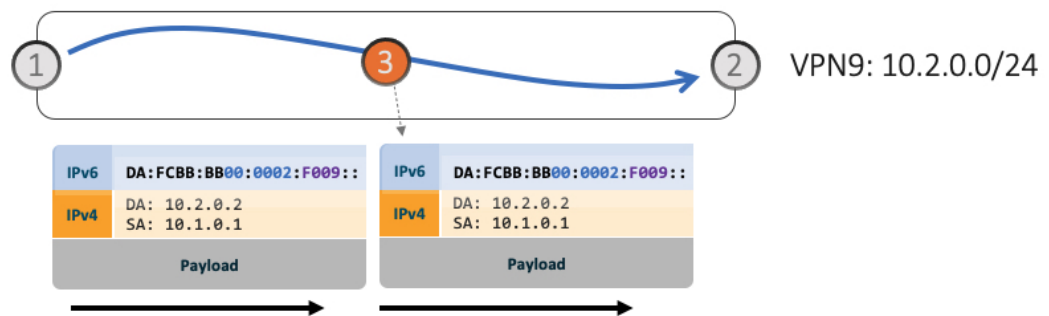 1
3
2
VPN9: 10.2.0.0/24
IPv6
DA:FCBB:BB00:0002:F009::
IPv4
DA: 10.2.0.2
SA: 10.1.0.1
Payload
IPv6
DA:FCBB:BB00:0002:F009::
IPv4
DA: 10.2.0.2
SA: 10.1.0.1
Payload